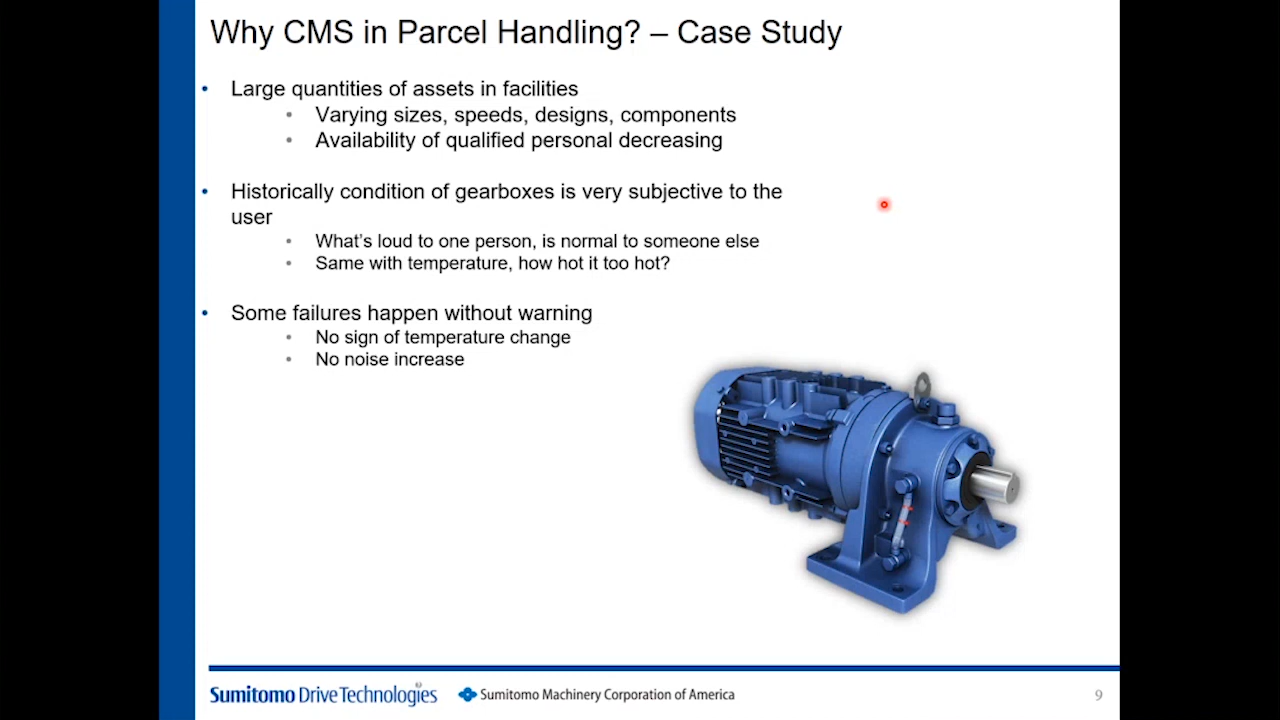 Why CMS in Parcel Handling? – Case Study
• Large quantities of assets in facilities
• Varying sizes, speeds, designs, components
• Availability of qualified personal decreasing
• Historically condition of gearboxes is very subjective to the
user
• What's loud to one person, is normal to someone else
• Same with temperature, how hot it too hot?
• Some failures happen without warning
• No sign of temperature change
• No noise increase
Sumitomo Drive Technologies
Sumitomo Machinery Corporation of America
9